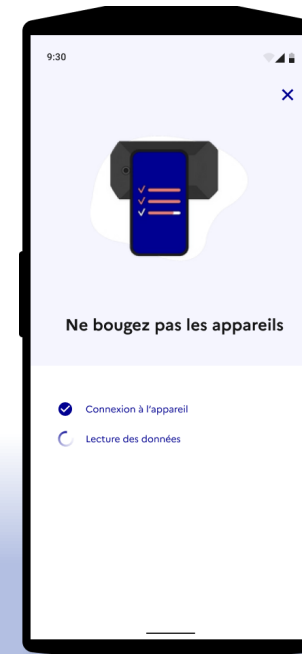 9:30
Ne bougez pas les appareils
Connexion à l'appareil
Lecture des données